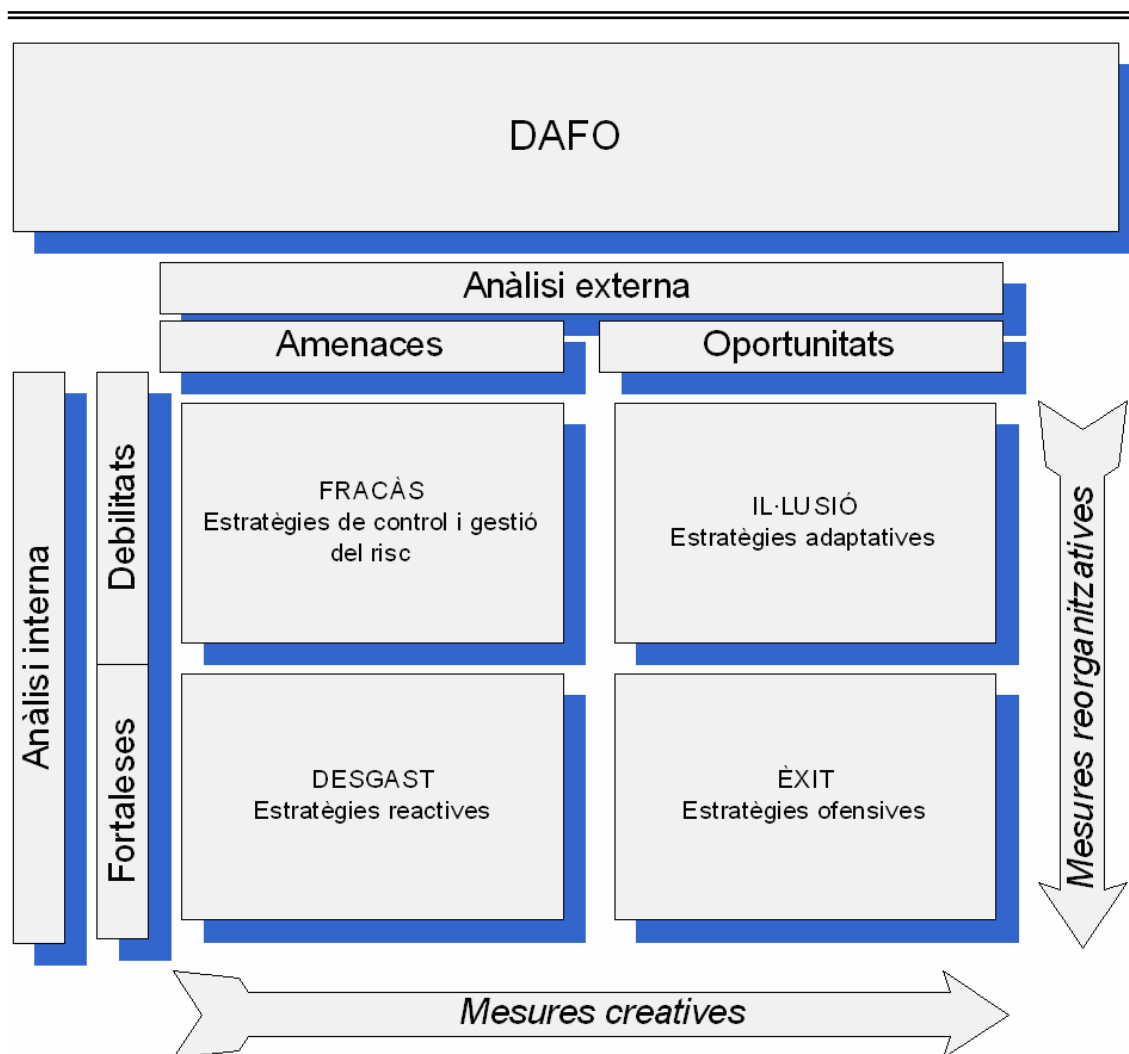 DAFO
Anàlisi externa
Amenaces
Oportunitats
Anàlisi interna
Debilitats
FRACÀS
Estratègies de control i gestió
del risc
IL·LUSIÓ
Estratègies adaptatives
Fortaleses
DESGAST
Estratègies reactives
ÈXIT
Estratègies ofensives
Mesures reorganitzatives
Mesures creatives